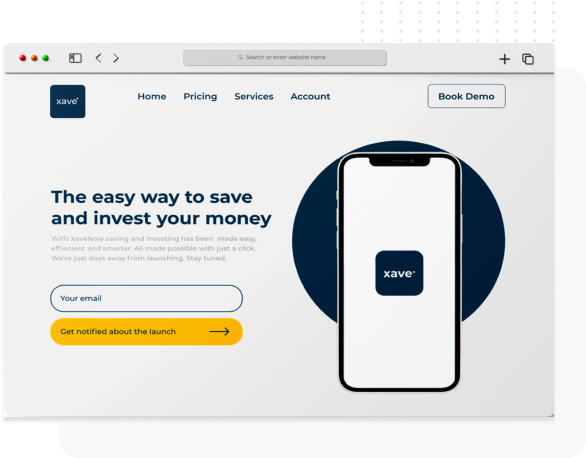 Search or enter website name
xave
Home Pricing Services Account Book Demo
The easy way to save
and invest your money
With XaveNow saving and investing has been made easy,
effiecient and smarter. All made possible with just a click.
We're just days away from launching. Stay tuned.
Your email
Get notified about the launch
xave